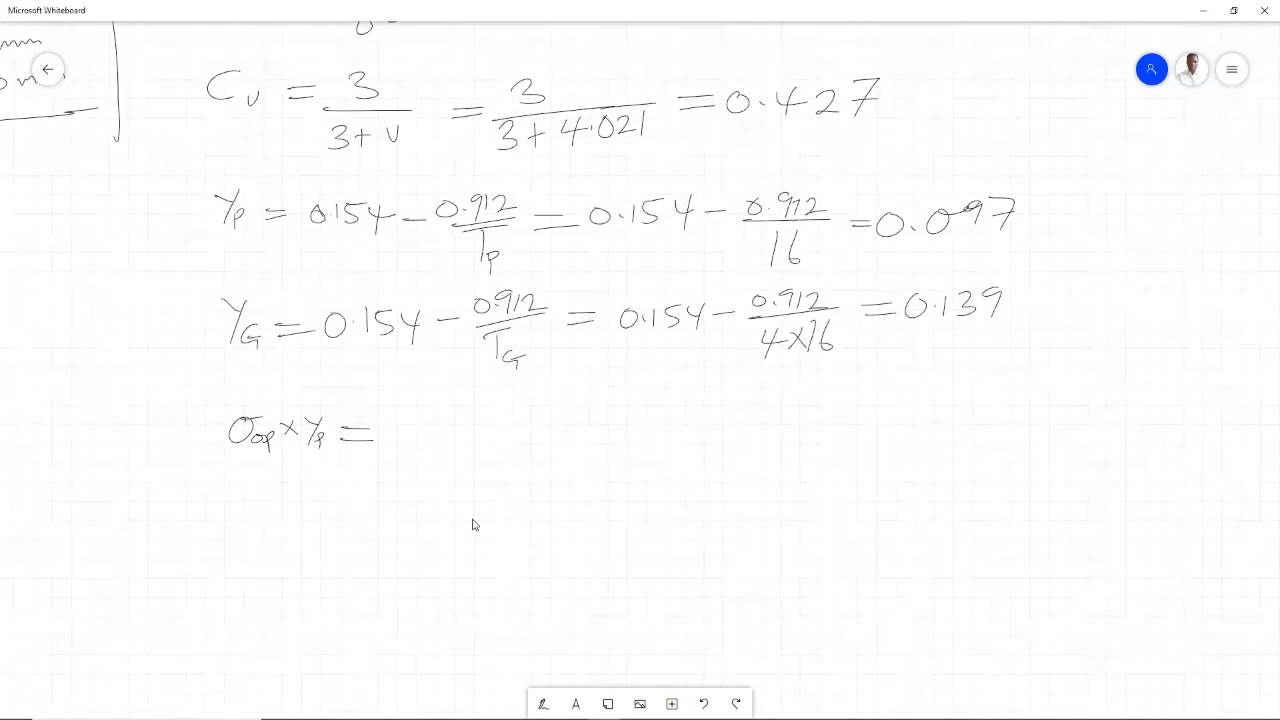 Microsoft Whiteboard
Cv = 3/(3+v) = 3/(3+4.021) = 0.427
yp = 0.154 - 0.912/Tp = 0.154 - 0.912/16 = 0.097
yG = 0.154 - 0.912/TG = 0.154 - 0.912/(4×16) = 0.139
σop × yp =
A